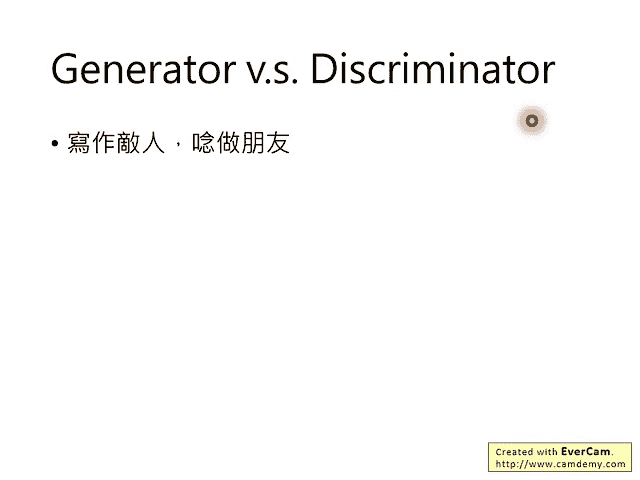 Generator v.s. Discriminator
• 寫作敵人，唸做朋友
Created with EverCam.
http://www.camdemy.com